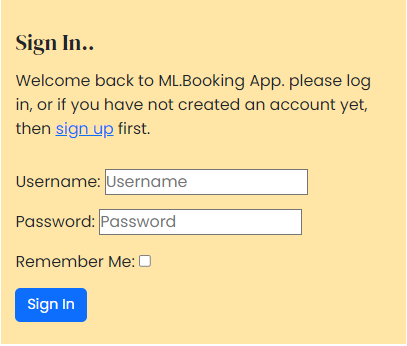 Sign In..
Welcome back to ML.Booking App. please log
in, or if you have not created an account yet,
then sign up first.
Username: Username
Password: Password
Remember Me:
Sign In